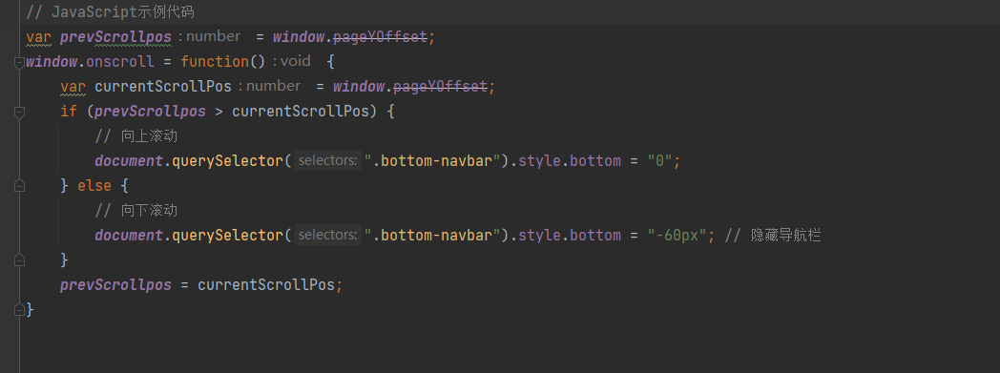 // JavaScript示例代码
var prevScrollpos : number = window.pageYOffset;
window.onscroll = function() : void {
var currentScrollPos : number = window.pageYOffset;
if (prevScrollpos > currentScrollPos) {
// 向上滚动
document.querySelector( selectors: ".bottom-navbar").style.bottom = "0";
} else {
// 向下滚动
document.querySelector( selectors: ".bottom-navbar").style.bottom = "-60px"; // 隐藏导航栏
}
prevScrollpos = currentScrollPos;
}